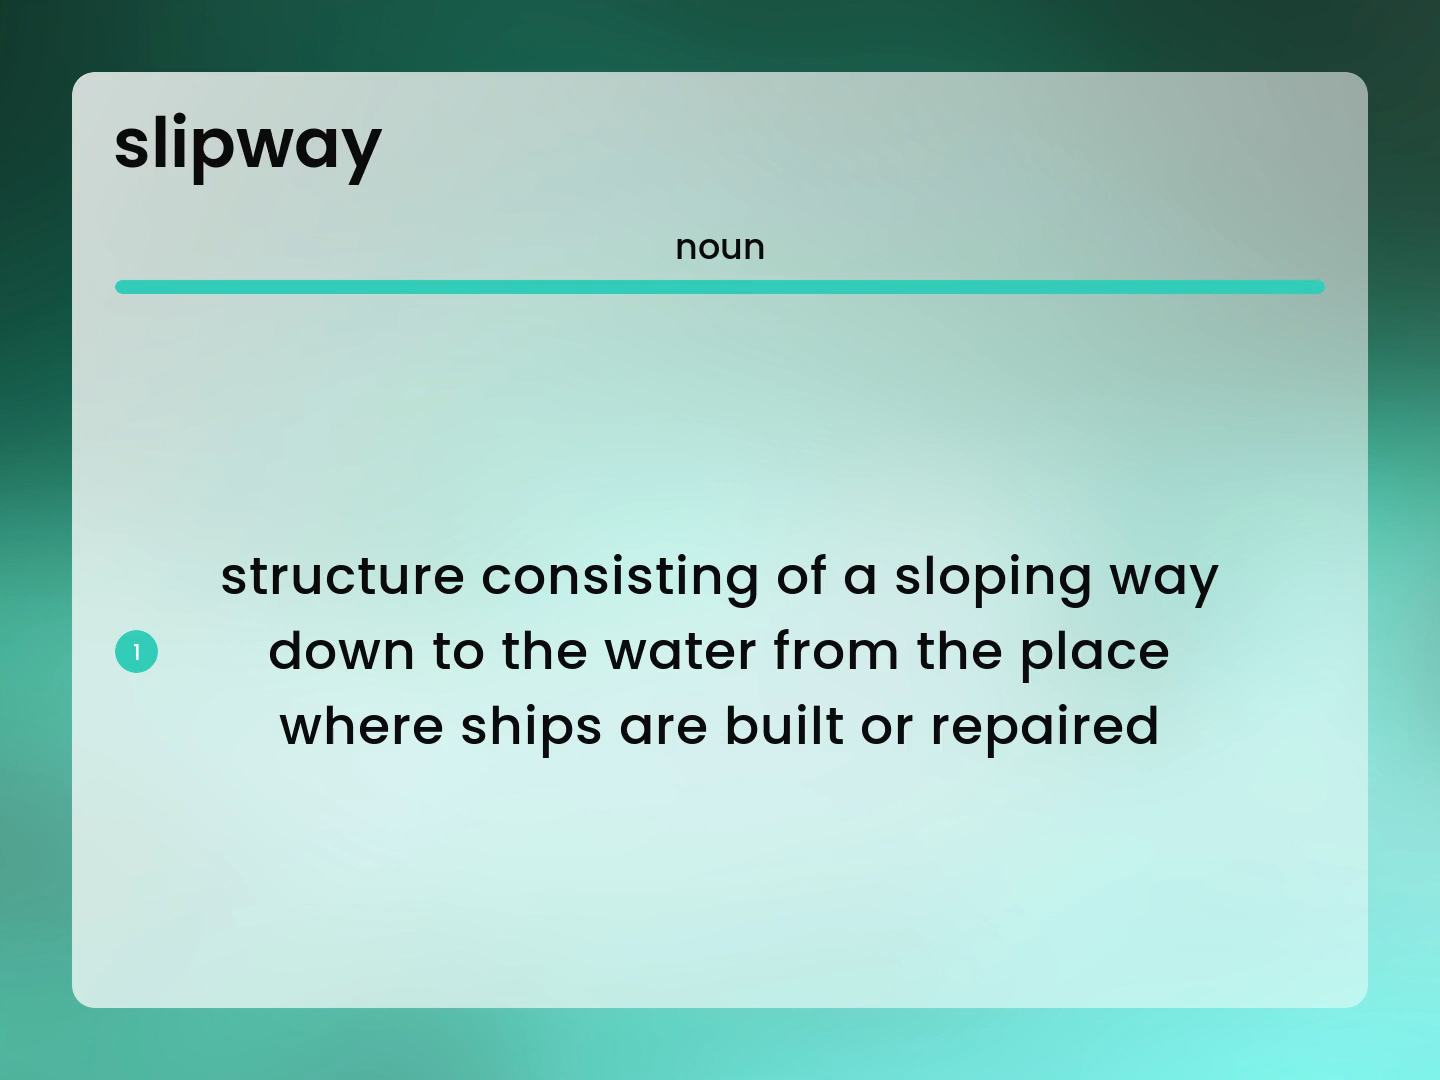 slipway
noun
structure consisting of a sloping way
1
down to the water from the place
where ships are built or repaired